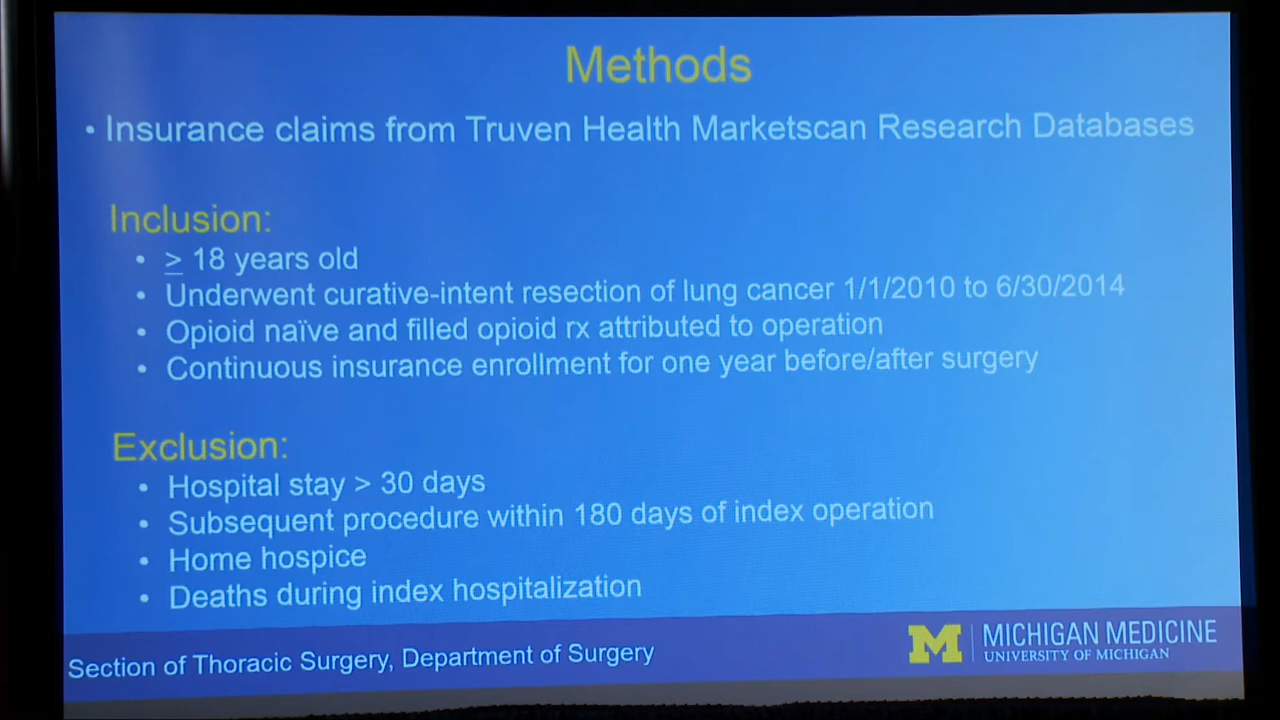 Methods
• Insurance claims from Truven Health Marketscan Research Databases
Inclusion:
• ≥ 18 years old
• Underwent curative-intent resection of lung cancer 1/1/2010 to 6/30/2014
• Opioid naïve and filled opioid rx attributed to operation
• Continuous insurance enrollment for one year before/after surgery
Exclusion:
• Hospital stay > 30 days
• Subsequent procedure within 180 days of index operation
• Home hospice
• Deaths during index hospitalization
Section of Thoracic Surgery, Department of Surgery
M MICHIGAN MEDICINE
UNIVERSITY OF MICHIGAN